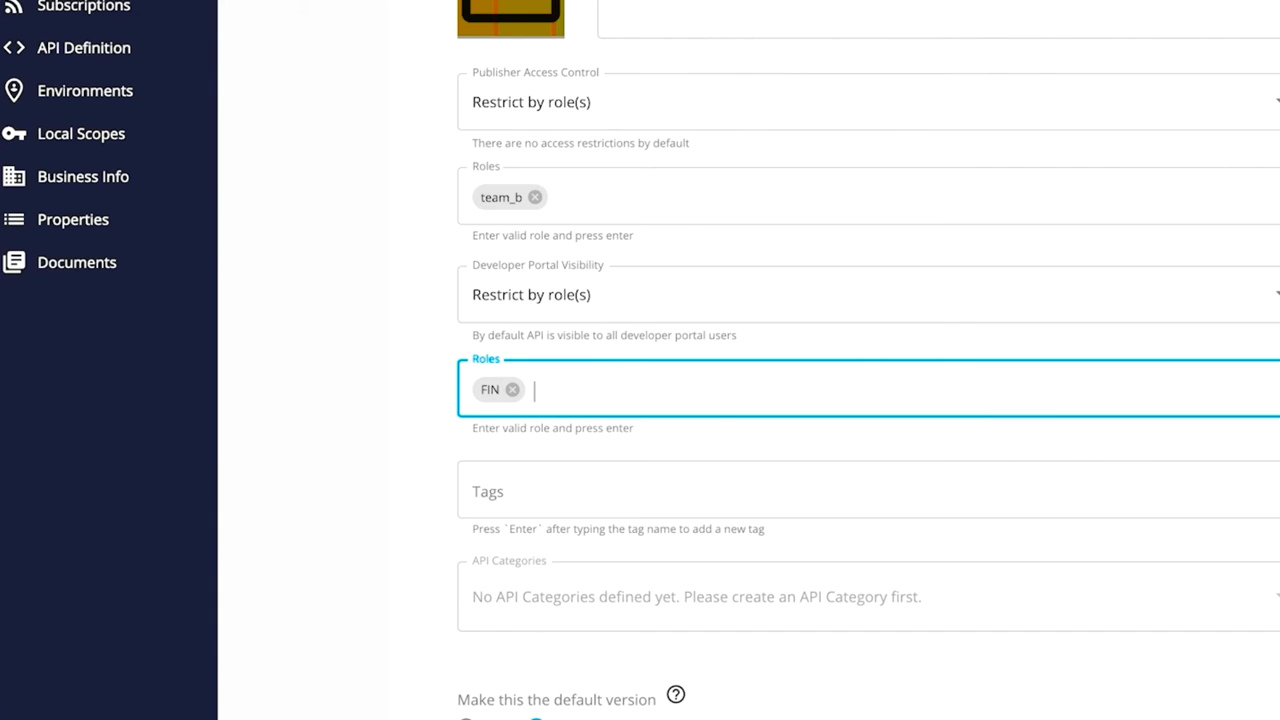 Subscriptions
API Definition
Environments
Local Scopes
Business Info
Properties
Documents
Publisher Access Control
Restrict by role(s)
There are no access restrictions by default
Roles
team_b
Enter valid role and press enter
Developer Portal Visibility
Restrict by role(s)
By default API is visible to all developer portal users
Roles
FIN
Enter valid role and press enter
Tags
Press `Enter` after typing the tag name to add a new tag
API Categories
No API Categories defined yet. Please create an API Category first.
Make this the default version